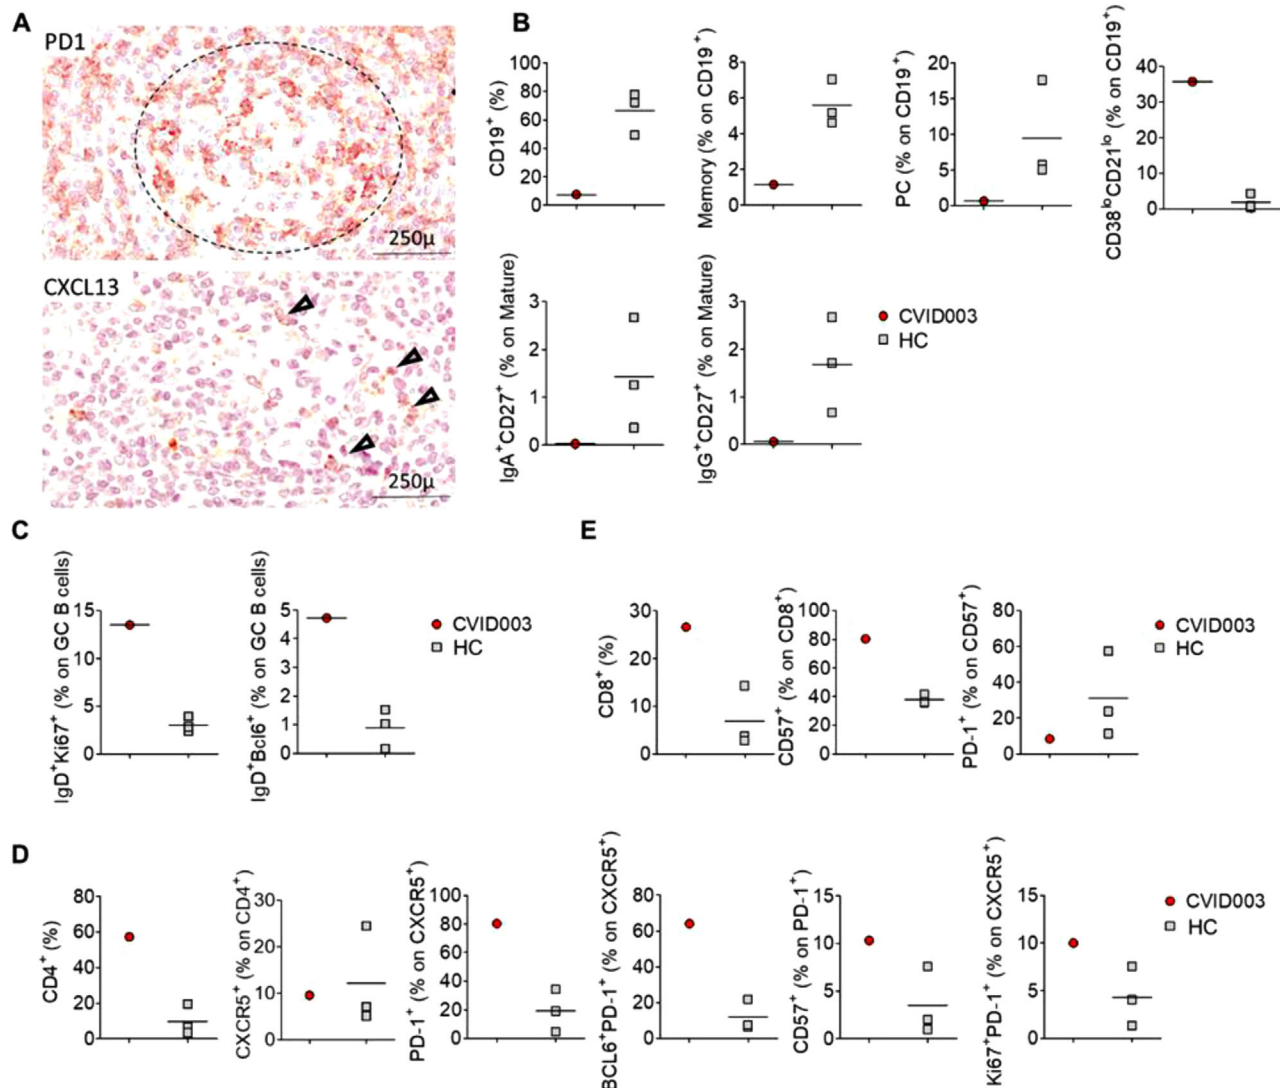 A
PD1
250µ
CXCL13
250µ
B
CD19⁺ (%)
100
80
60
40
20
0
Memory (% on CD19⁺)
8
6
4
2
0
PC (% on CD19⁺)
20
15
10
5
0
CD38ˡᵒCD21ˡᵒ (% on CD19⁺)
40
30
20
10
0
IgA⁺CD27⁺ (% on Mature)
3
2
1
0
IgG⁺CD27⁺ (% on Mature)
3
2
1
0
CVID003
HC
C
IgD⁺Ki67⁺ (% on GC B cells)
15
10
5
0
IgD⁺Bcl6⁺ (% on GC B cells)
5
4
3
2
1
0
CVID003
HC
E
CD8⁺ (%)
30
20
10
0
CD57⁺ (% on CD8⁺)
100
80
60
40
20
0
PD-1⁺ (% on CD57⁺)
80
60
40
20
0
CVID003
HC
D
CD4⁺ (%)
80
60
40
20
0
CXCR5⁺ (% on CD4⁺)
30
20
10
0
PD-1⁺ (% on CXCR5⁺)
100
80
60
40
20
0
BCL6⁺PD-1⁺ (% on CXCR5⁺)
80
60
40
20
0
CD57⁺ (% on PD-1⁺)
15
10
5
0
Ki67⁺PD-1⁺ (% on CXCR5⁺)
15
10
5
0
CVID003
HC